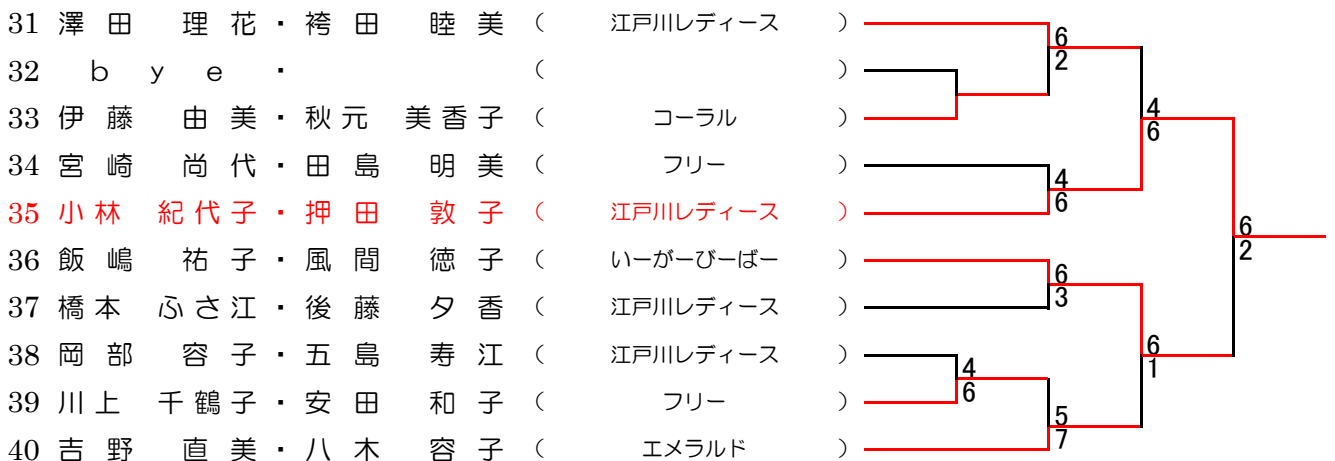 31 澤田 理花・袴田 睦美 ( 江戸川レディース )
32 bye ・ ( )
33 伊藤 由美・秋元 美香子 ( コーラル )
34 宮崎 尚代・田島 明美 ( フリー )
35 小林 紀代子・押田 敦子 ( 江戸川レディース )
36 飯嶋 祐子・風間 徳子 ( いーがーびーばー )
37 橋本 ふさ江・後藤 夕香 ( 江戸川レディース )
38 岡部 容子・五島 寿江 ( 江戸川レディース )
39 川上 千鶴子・安田 和子 ( フリー )
40 吉野 直美・八木 容子 ( エメラルド )
6
2
4
6
4
6
6
2
6
3
6
1
4
6
5
7